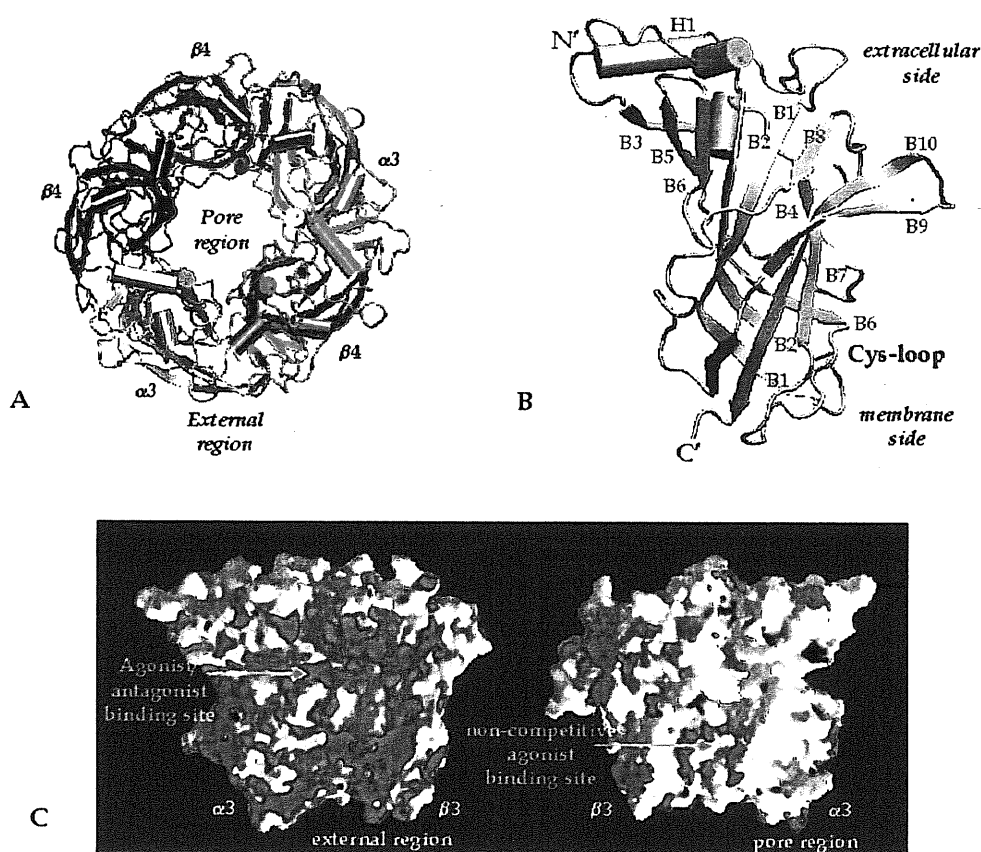 β4
α3
β4
Pore
region
β4
α3
External
region
A
N'
H1
extracellular
side
B1
B3
B5
B2
B8
B10
B6
B4
B9
B7
B6
B2
Cys-loop
B1
membrane
side
C'
B
Agonist/
antagonist
binding site
α3
β3
external region
non-competitive
agonist
binding site
β3
α3
pore region
C